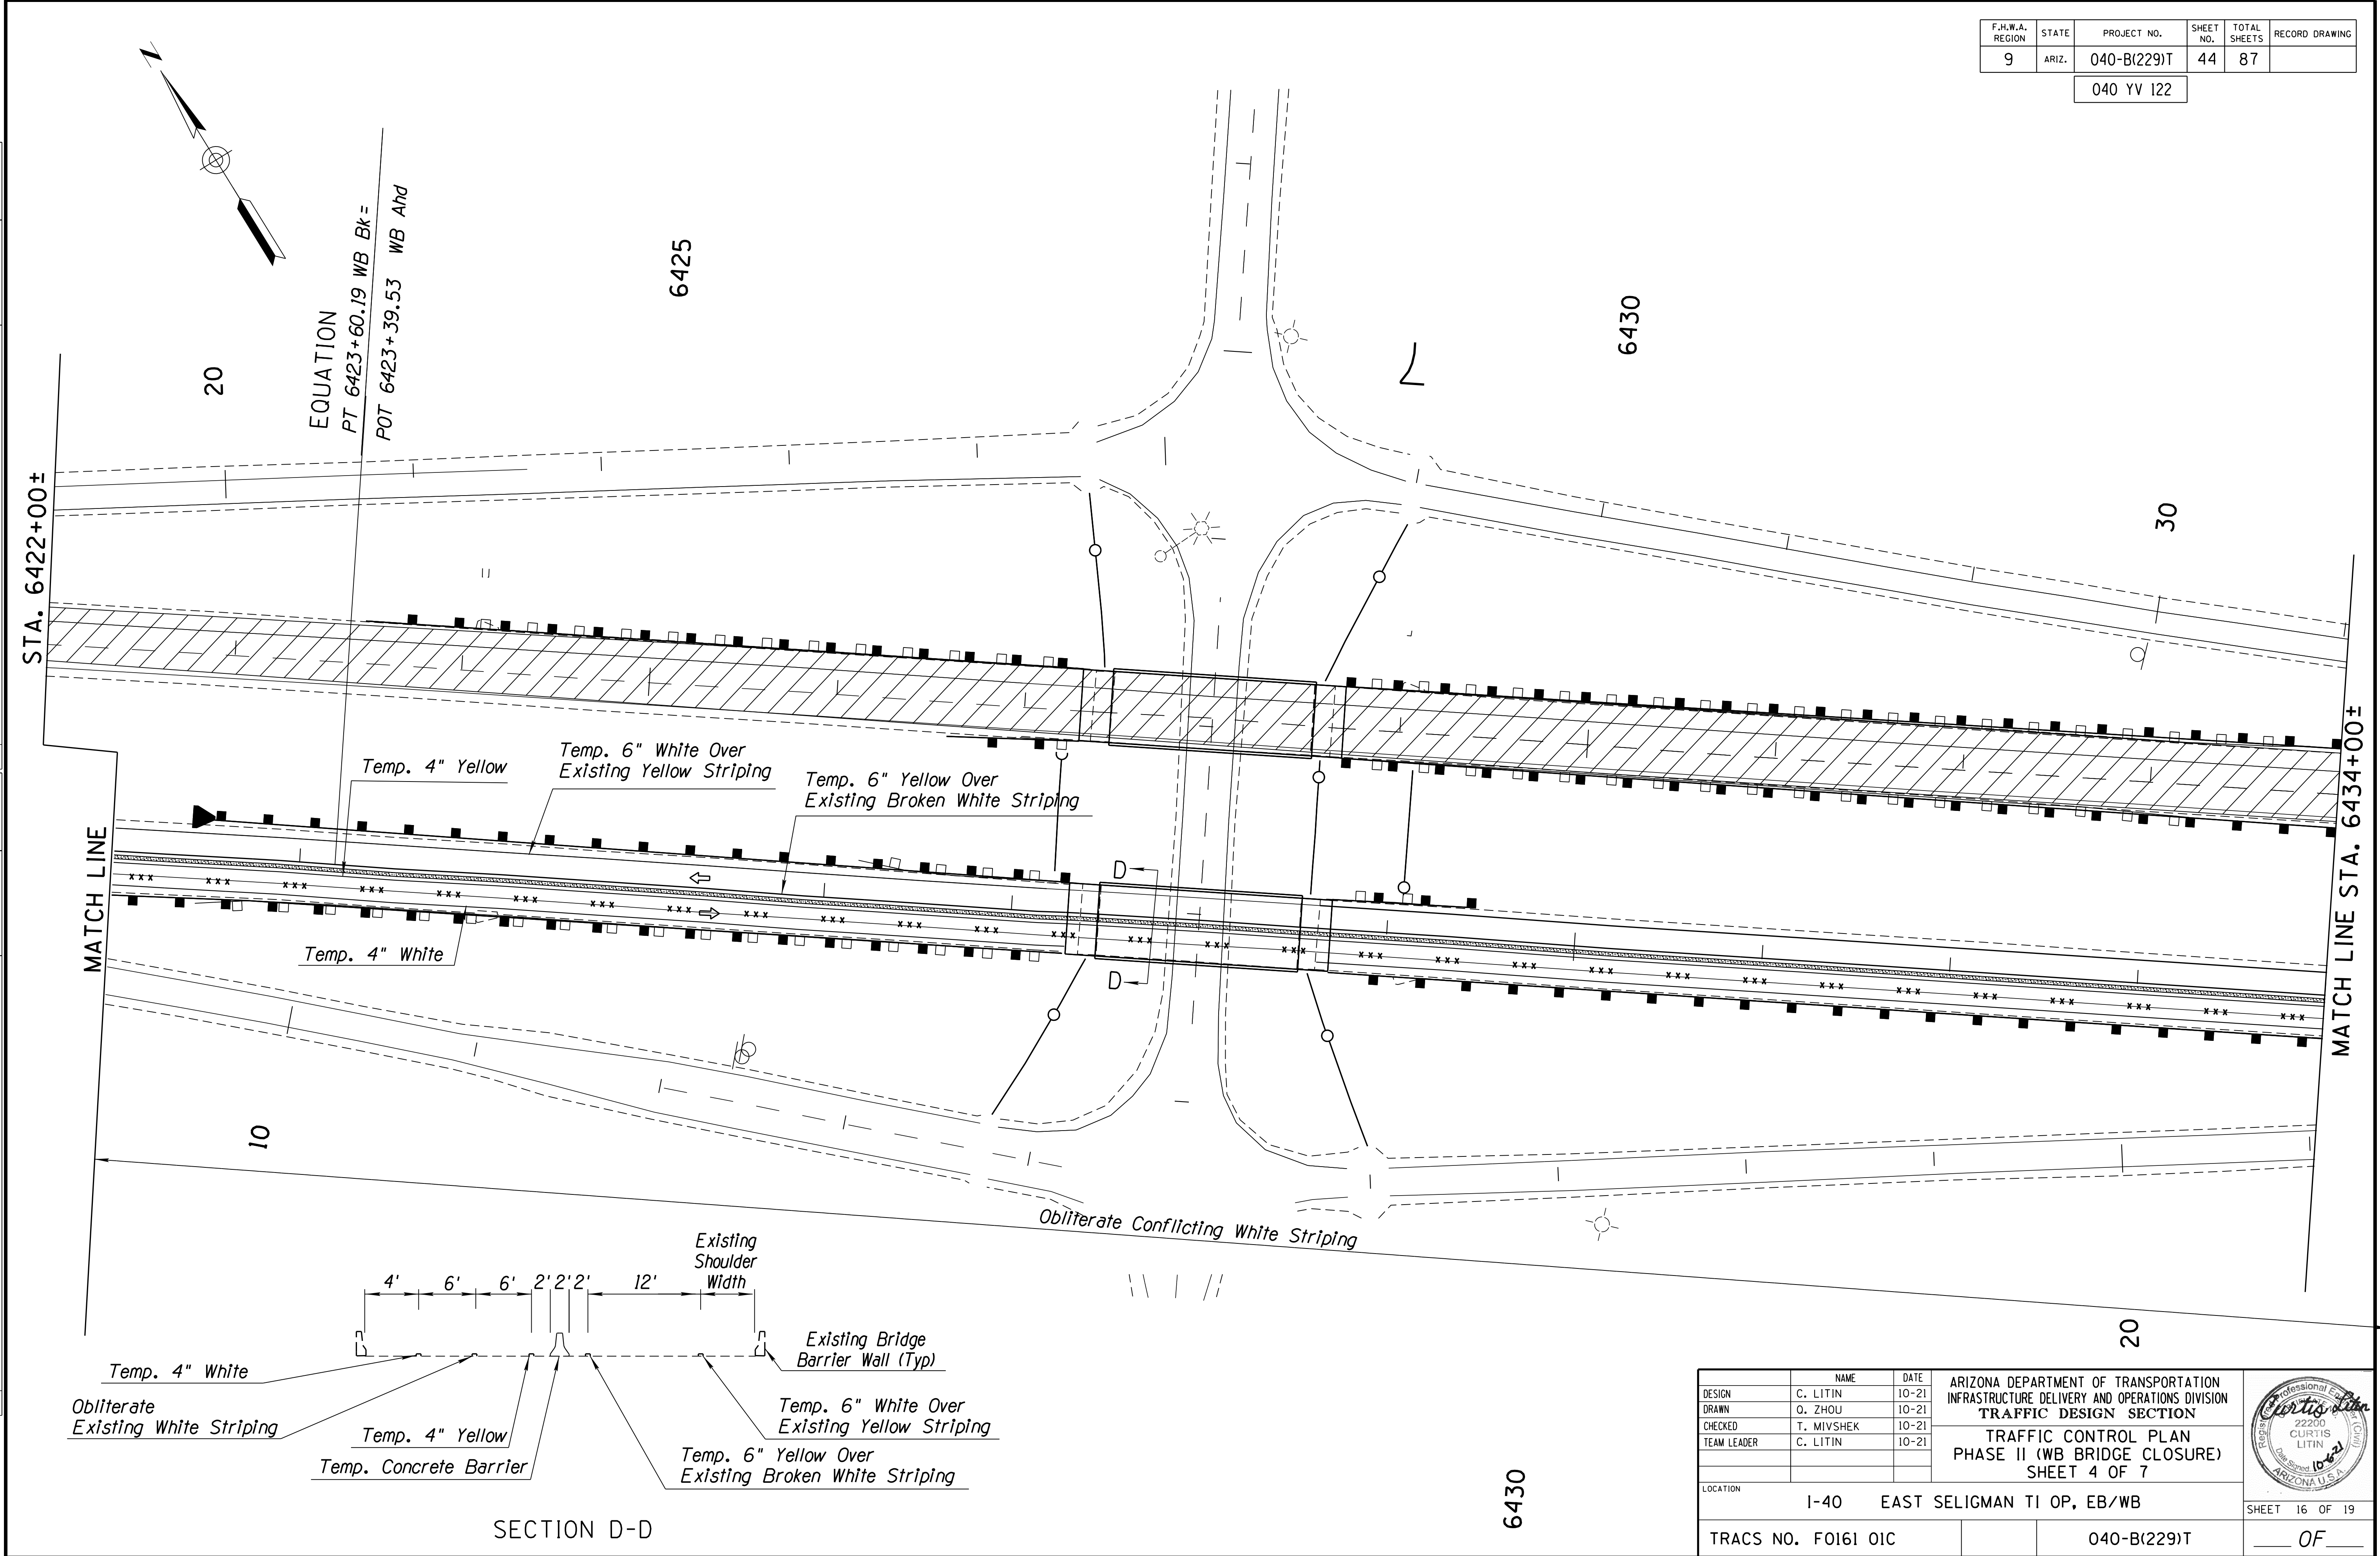 F.H.W.A. REGION STATE PROJECT NO. SHEET NO. TOTAL SHEETS RECORD DRAWING
9 ARIZ. 040-B(229)T 44 87
040 YV 122
N
EQUATION
PT 6423+60.19 WB Bk=
POT 6423+39.53 WB Ahd
20
6425
6430
7
30
STA. 6422+00±
MATCH LINE
MATCH LINE STA. 6434+00±
Temp. 4" Yellow
Temp. 6" White Over
Existing Yellow Striping
Temp. 6" Yellow Over
Existing Broken White Striping
Temp. 4" White
D
D
10
Obliterate Conflicting White Striping
20
6430
4' 6' 6' 2' 2' 2' 12'
Existing
Shoulder
Width
Temp. 4" White
Obliterate
Existing White Striping
Temp. 4" Yellow
Temp. Concrete Barrier
Existing Bridge
Barrier Wall (Typ)
Temp. 6" White Over
Existing Yellow Striping
Temp. 6" Yellow Over
Existing Broken White Striping
SECTION D-D
NAME DATE
DESIGN C. LITIN 10-21
DRAWN Q. ZHOU 10-21
CHECKED T. MIVSHEK 10-21
TEAM LEADER C. LITIN 10-21
ARIZONA DEPARTMENT OF TRANSPORTATION
INFRASTRUCTURE DELIVERY AND OPERATIONS DIVISION
TRAFFIC DESIGN SECTION
TRAFFIC CONTROL PLAN
PHASE II (WB BRIDGE CLOSURE)
SHEET 4 OF 7
LOCATION
I-40 EAST SELIGMAN TI OP, EB/WB
TRACS NO. F0161 01C
040-B(229)T
Curtis Litin
22200
CURTIS
LITIN
Date Signed 10-6-21
ARIZONA U.S.A.
SHEET 16 OF 19
OF